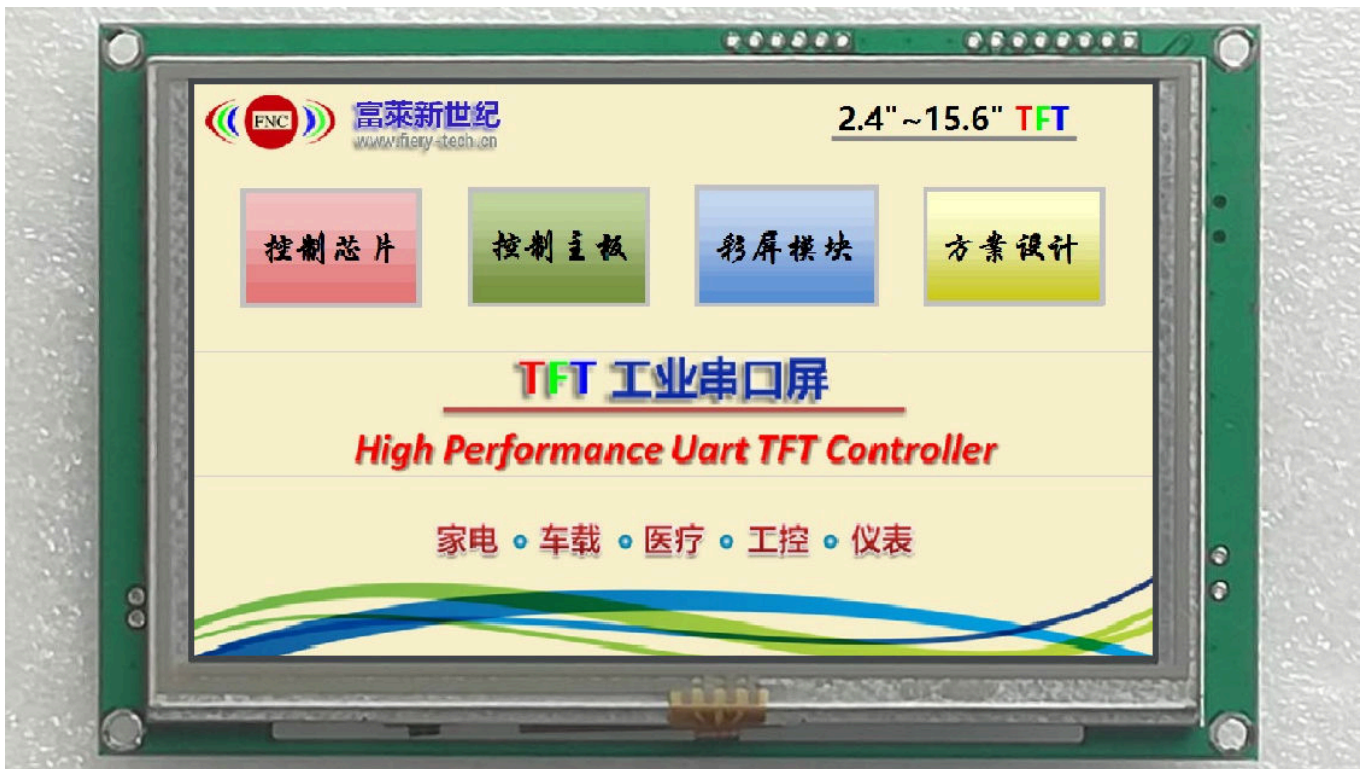 FNC
富莱新世纪
www.fiery-tech.cn
2.4"~15.6" TFT
控制芯片 控制主板 彩屏模块 方案设计
TFT 工业串口屏
High Performance Uart TFT Controller
家电 • 车载 • 医疗 • 工控 • 仪表